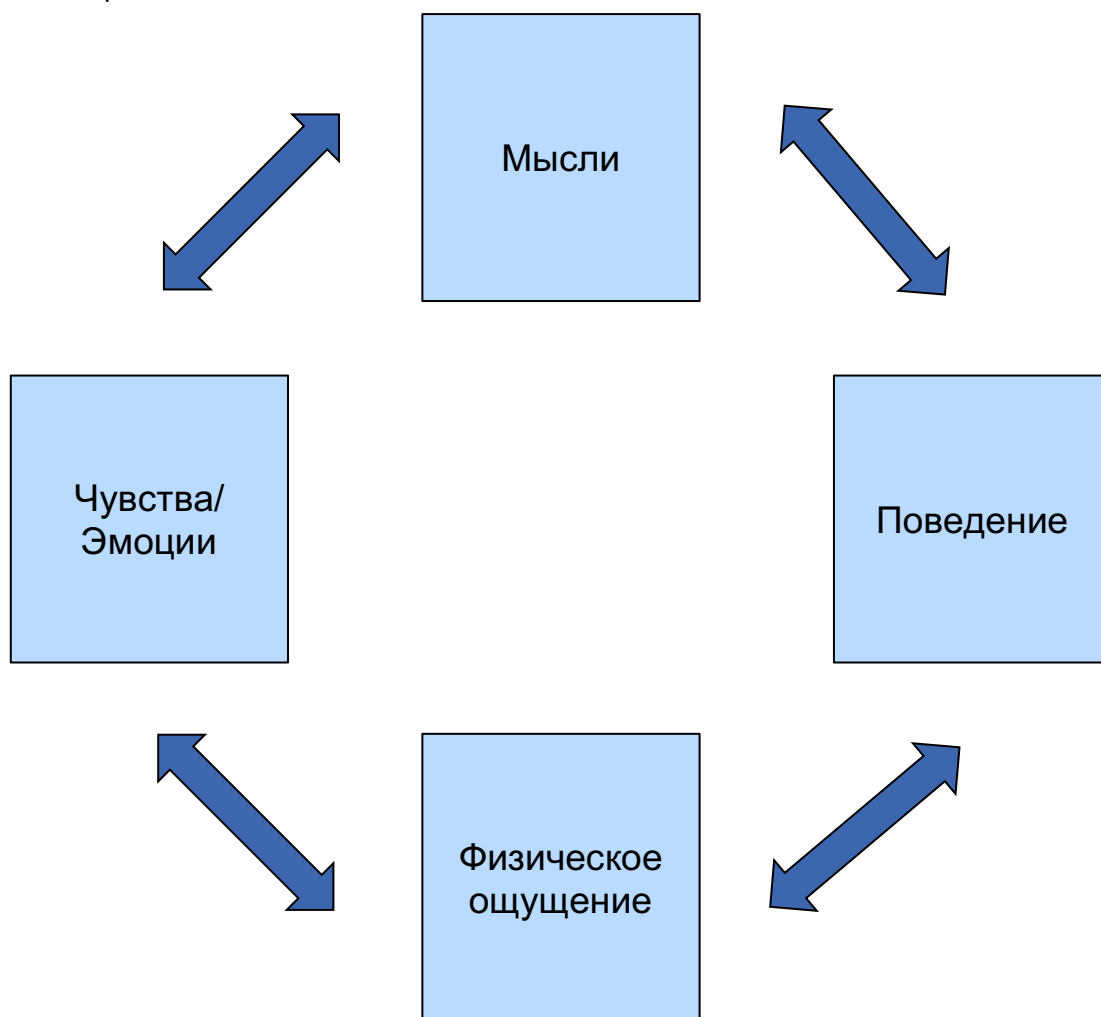 Мысли
Чувства/
Эмоции
Поведение
Физическое
ощущение